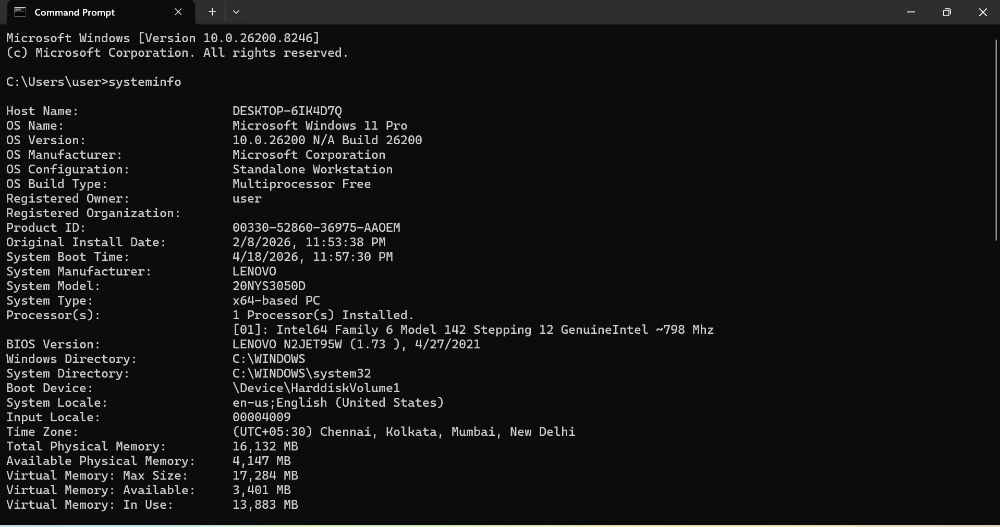 Command Prompt
Microsoft Windows [Version 10.0.26200.8246]
(c) Microsoft Corporation. All rights reserved.
C:\Users\user>systeminfo
Host Name: DESKTOP-6IK4D7Q
OS Name: Microsoft Windows 11 Pro
OS Version: 10.0.26200 N/A Build 26200
OS Manufacturer: Microsoft Corporation
OS Configuration: Standalone Workstation
OS Build Type: Multiprocessor Free
Registered Owner: user
Registered Organization:
Product ID: 00330-52860-36975-AAOEM
Original Install Date: 2/8/2026, 11:53:38 PM
System Boot Time: 4/18/2026, 11:57:30 PM
System Manufacturer: LENOVO
System Model: 20NYS3050D
System Type: x64-based PC
Processor(s): 1 Processor(s) Installed.
[01]: Intel64 Family 6 Model 142 Stepping 12 GenuineIntel ~798 Mhz
BIOS Version: LENOVO N2JET95W (1.73 ), 4/27/2021
Windows Directory: C:\WINDOWS
System Directory: C:\WINDOWS\system32
Boot Device: \Device\HarddiskVolume1
System Locale: en-us;English (United States)
Input Locale: 00004009
Time Zone: (UTC+05:30) Chennai, Kolkata, Mumbai, New Delhi
Total Physical Memory: 16,132 MB
Available Physical Memory: 4,147 MB
Virtual Memory: Max Size: 17,284 MB
Virtual Memory: Available: 3,401 MB
Virtual Memory: In Use: 13,883 MB